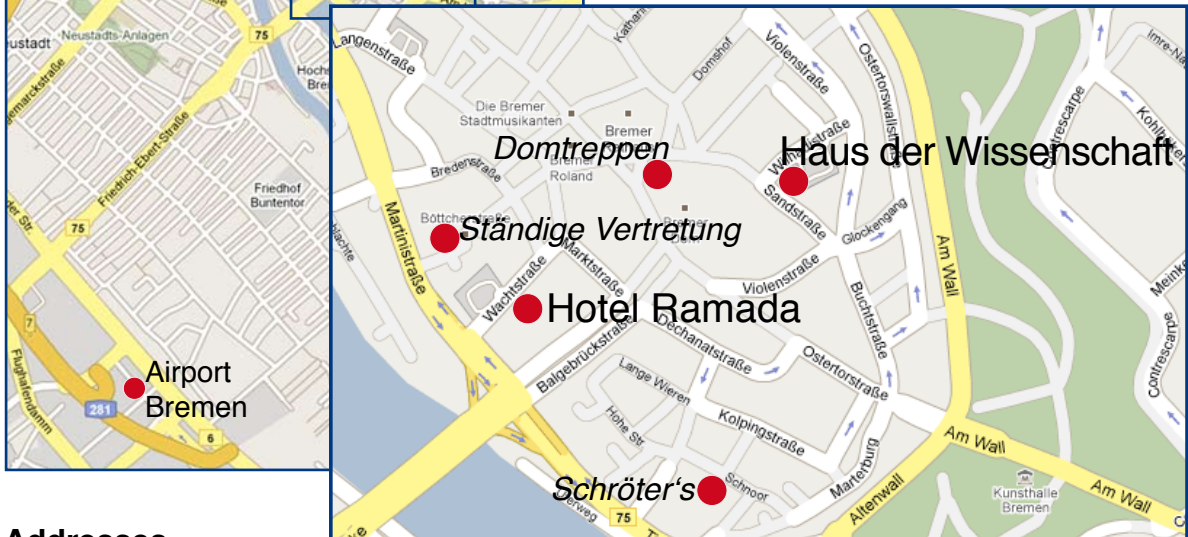 Neustadts-Anlagen
75
Friedrich-Ebert-Straße
Friedhof
Buntentor
75
7
Flughafendamm
281
6
Airport
Bremen
Langenstraße
Domshof
Violenstraße
Ostertorswallstraße
Die Bremer
Stadtmusikanten
Bremer
Domtreppen
Haus der Wissenschaft
Bremer
Roland
Bredenstraße
Sandstraße
Contrescarpe
Martinistraße
Böttcherstraße
Ständige Vertretung
Glockengang
Am Wall
Marktstraße
Wachtstraße
Violenstraße
Buchtstraße
Hotel Ramada
Balgebrückstraße
Dechanatstraße
Ostertorstraße
Lange Wieren
Hohe Str
Kolpingstraße
Contrescarpe
Am Wall
Marterburg
Altenwall
Schröter's
Schnoor
75
Kunsthalle
Bremen
Am Wall
Addresses